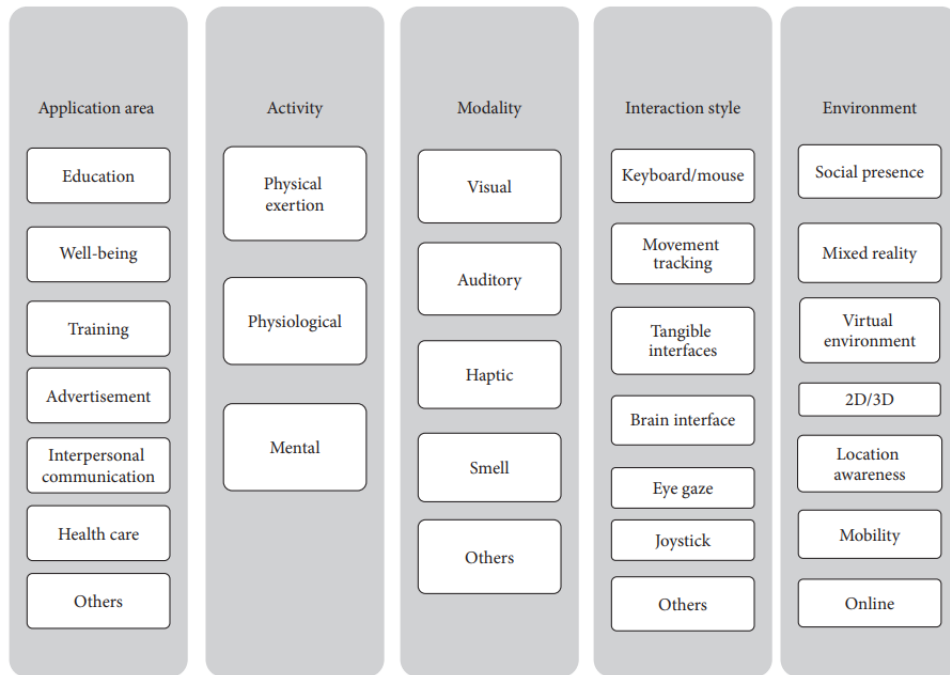 Application area
Education
Well-being
Training
Advertisement
Interpersonal
communication
Health care
Others
Activity
Physical
exertion
Physiological
Mental
Modality
Visual
Auditory
Haptic
Smell
Others
Interaction style
Keyboard/mouse
Movement
tracking
Tangible
interfaces
Brain interface
Eye gaze
Joystick
Others
Environment
Social presence
Mixed reality
Virtual
environment
2D/3D
Location
awareness
Mobility
Online